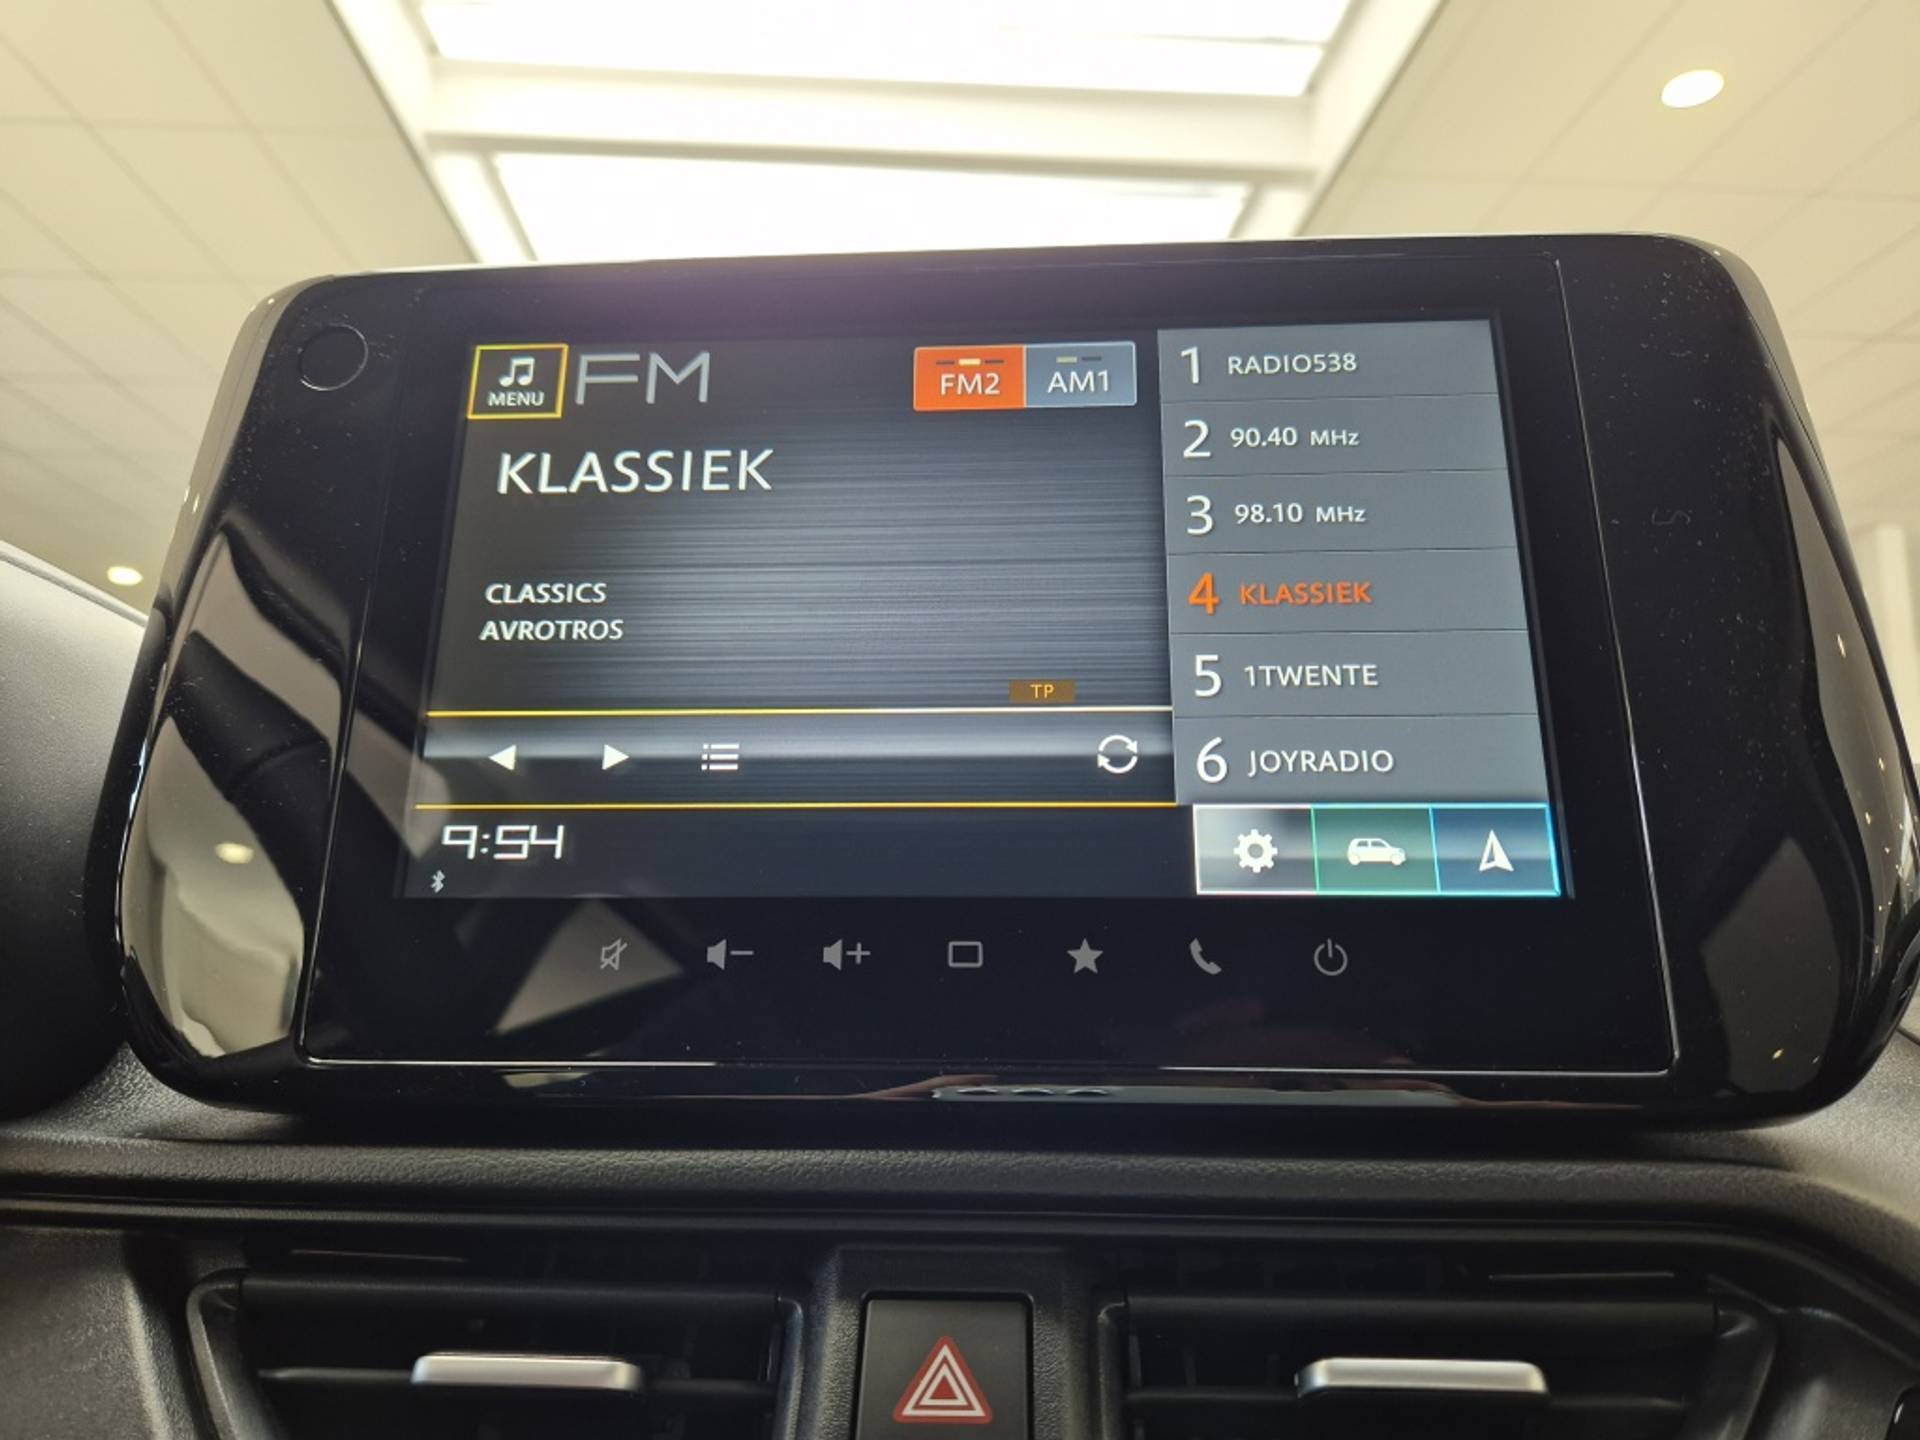 MENU FM
FM2 AM1
KLASSIEK
CLASSICS
AVROTROS
TP
9:54
1 RADIO538
2 90.40 MHz
3 98.10 MHz
4 KLASSIEK
5 1TWENTE
6 JOYRADIO